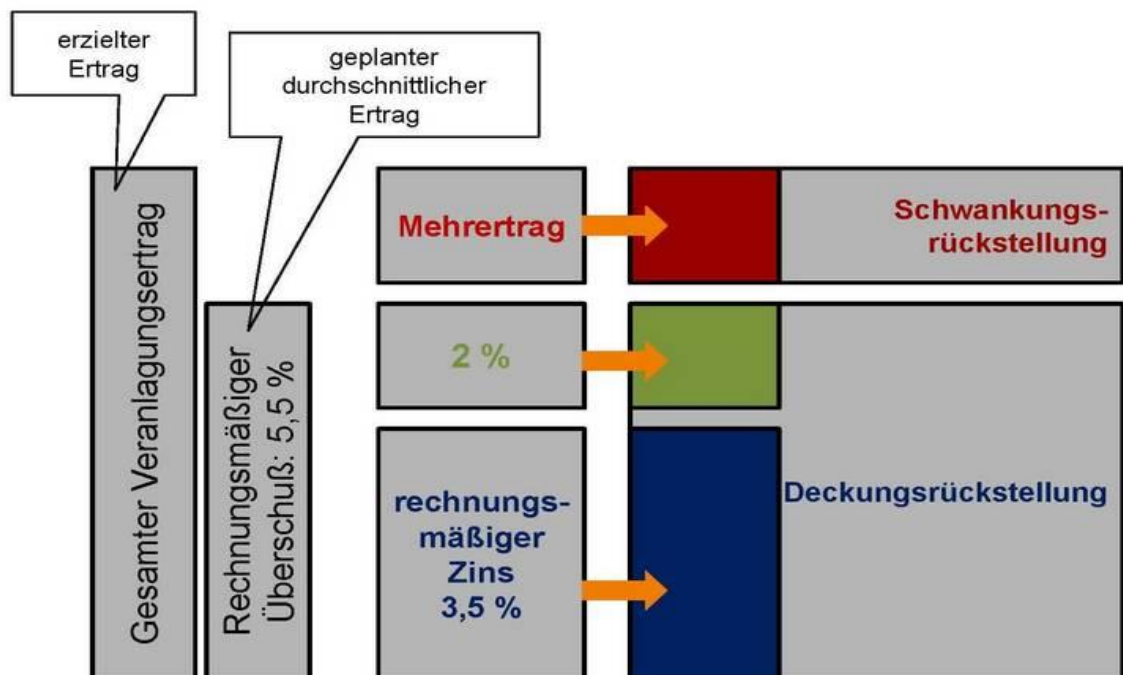 erzielter
Ertrag
geplanter
durchschnittlicher
Ertrag
Gesamter Veranlagungsertrag
Rechnungsmäßiger
Überschuß: 5,5 %
Mehrertrag
Schwankungs-
rückstellung
2 %
rechnungs-
mäßiger
Zins
3,5 %
Deckungsrückstellung